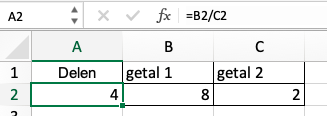 A2 fx =B2/C2
A B C
1 Delen getal 1 getal 2
2 4 8 2